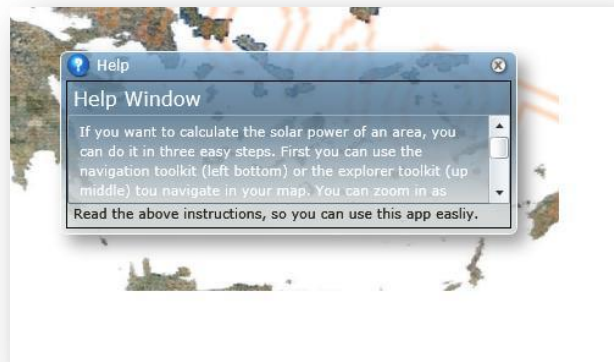 Help
Help Window
If you want to calculate the solar power of an area, you
can do it in three easy steps. First you can use the
navigation toolkit (left bottom) or the explorer toolkit (up
middle) tou navigate in your map. You can zoom in as
Read the above instructions, so you can use this app easliy.